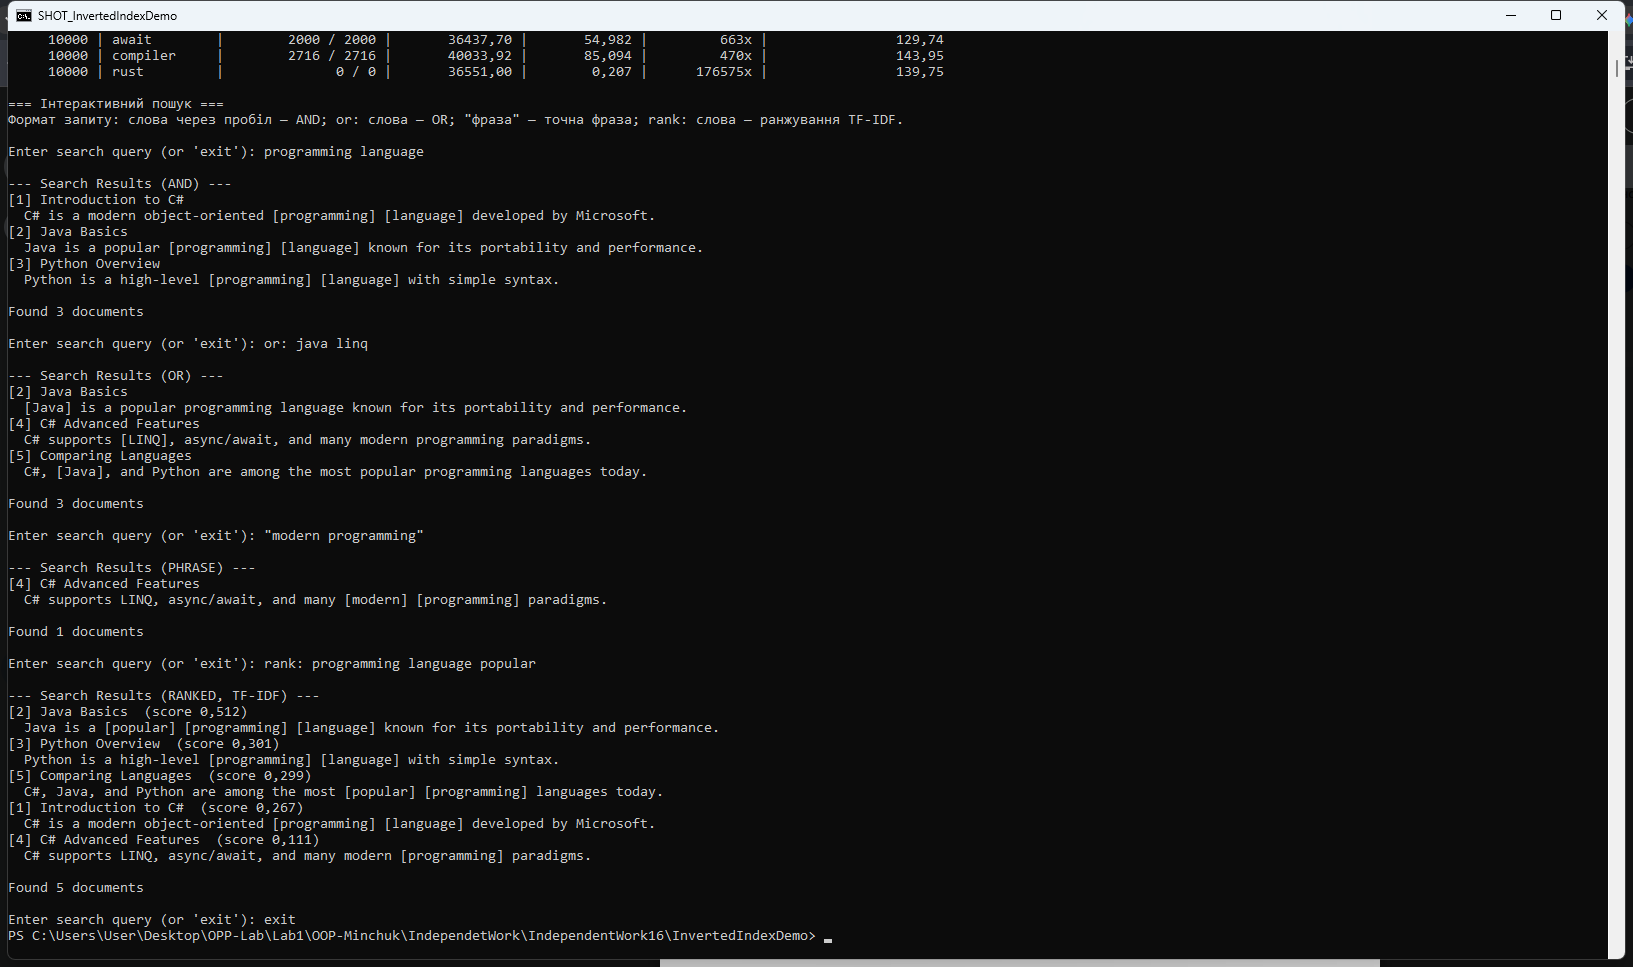 SHOT_InvertedIndexDemo
10000 | await | 2000 / 2000 | 36437,70 | 54,982 | 663x | 129,74
10000 | compiler | 2716 / 2716 | 40033,92 | 85,094 | 470x | 143,95
10000 | rust | 0 / 0 | 36551,00 | 0,207 | 176575x | 139,75
=== Інтерактивний пошук ===
Формат запиту: слова через пробіл — AND; or: слова — OR; "фраза" — точна фраза; rank: слова — ранжування TF-IDF.
Enter search query (or 'exit'): programming language
--- Search Results (AND) ---
[1] Introduction to C#
C# is a modern object-oriented [programming] [language] developed by Microsoft.
[2] Java Basics
Java is a popular [programming] [language] known for its portability and performance.
[3] Python Overview
Python is a high-level [programming] [language] with simple syntax.
Found 3 documents
Enter search query (or 'exit'): or: java linq
--- Search Results (OR) ---
[2] Java Basics
[Java] is a popular programming language known for its portability and performance.
[4] C# Advanced Features
C# supports [LINQ], async/await, and many modern programming paradigms.
[5] Comparing Languages
C#, [Java], and Python are among the most popular programming languages today.
Found 3 documents
Enter search query (or 'exit'): "modern programming"
--- Search Results (PHRASE) ---
[4] C# Advanced Features
C# supports LINQ, async/await, and many [modern] [programming] paradigms.
Found 1 documents
Enter search query (or 'exit'): rank: programming language popular
--- Search Results (RANKED, TF-IDF) ---
[2] Java Basics (score 0,512)
Java is a [popular] [programming] [language] known for its portability and performance.
[3] Python Overview (score 0,301)
Python is a high-level [programming] [language] with simple syntax.
[5] Comparing Languages (score 0,299)
C#, Java, and Python are among the most [popular] [programming] languages today.
[1] Introduction to C# (score 0,267)
C# is a modern object-oriented [programming] [language] developed by Microsoft.
[4] C# Advanced Features (score 0,111)
C# supports LINQ, async/await, and many modern [programming] paradigms.
Found 5 documents
Enter search query (or 'exit'): exit
PS C:\Users\User\Desktop\OPP-Lab\Lab1\OOP-Minchuk\IndependetWork\IndependentWork16\InvertedIndexDemo>